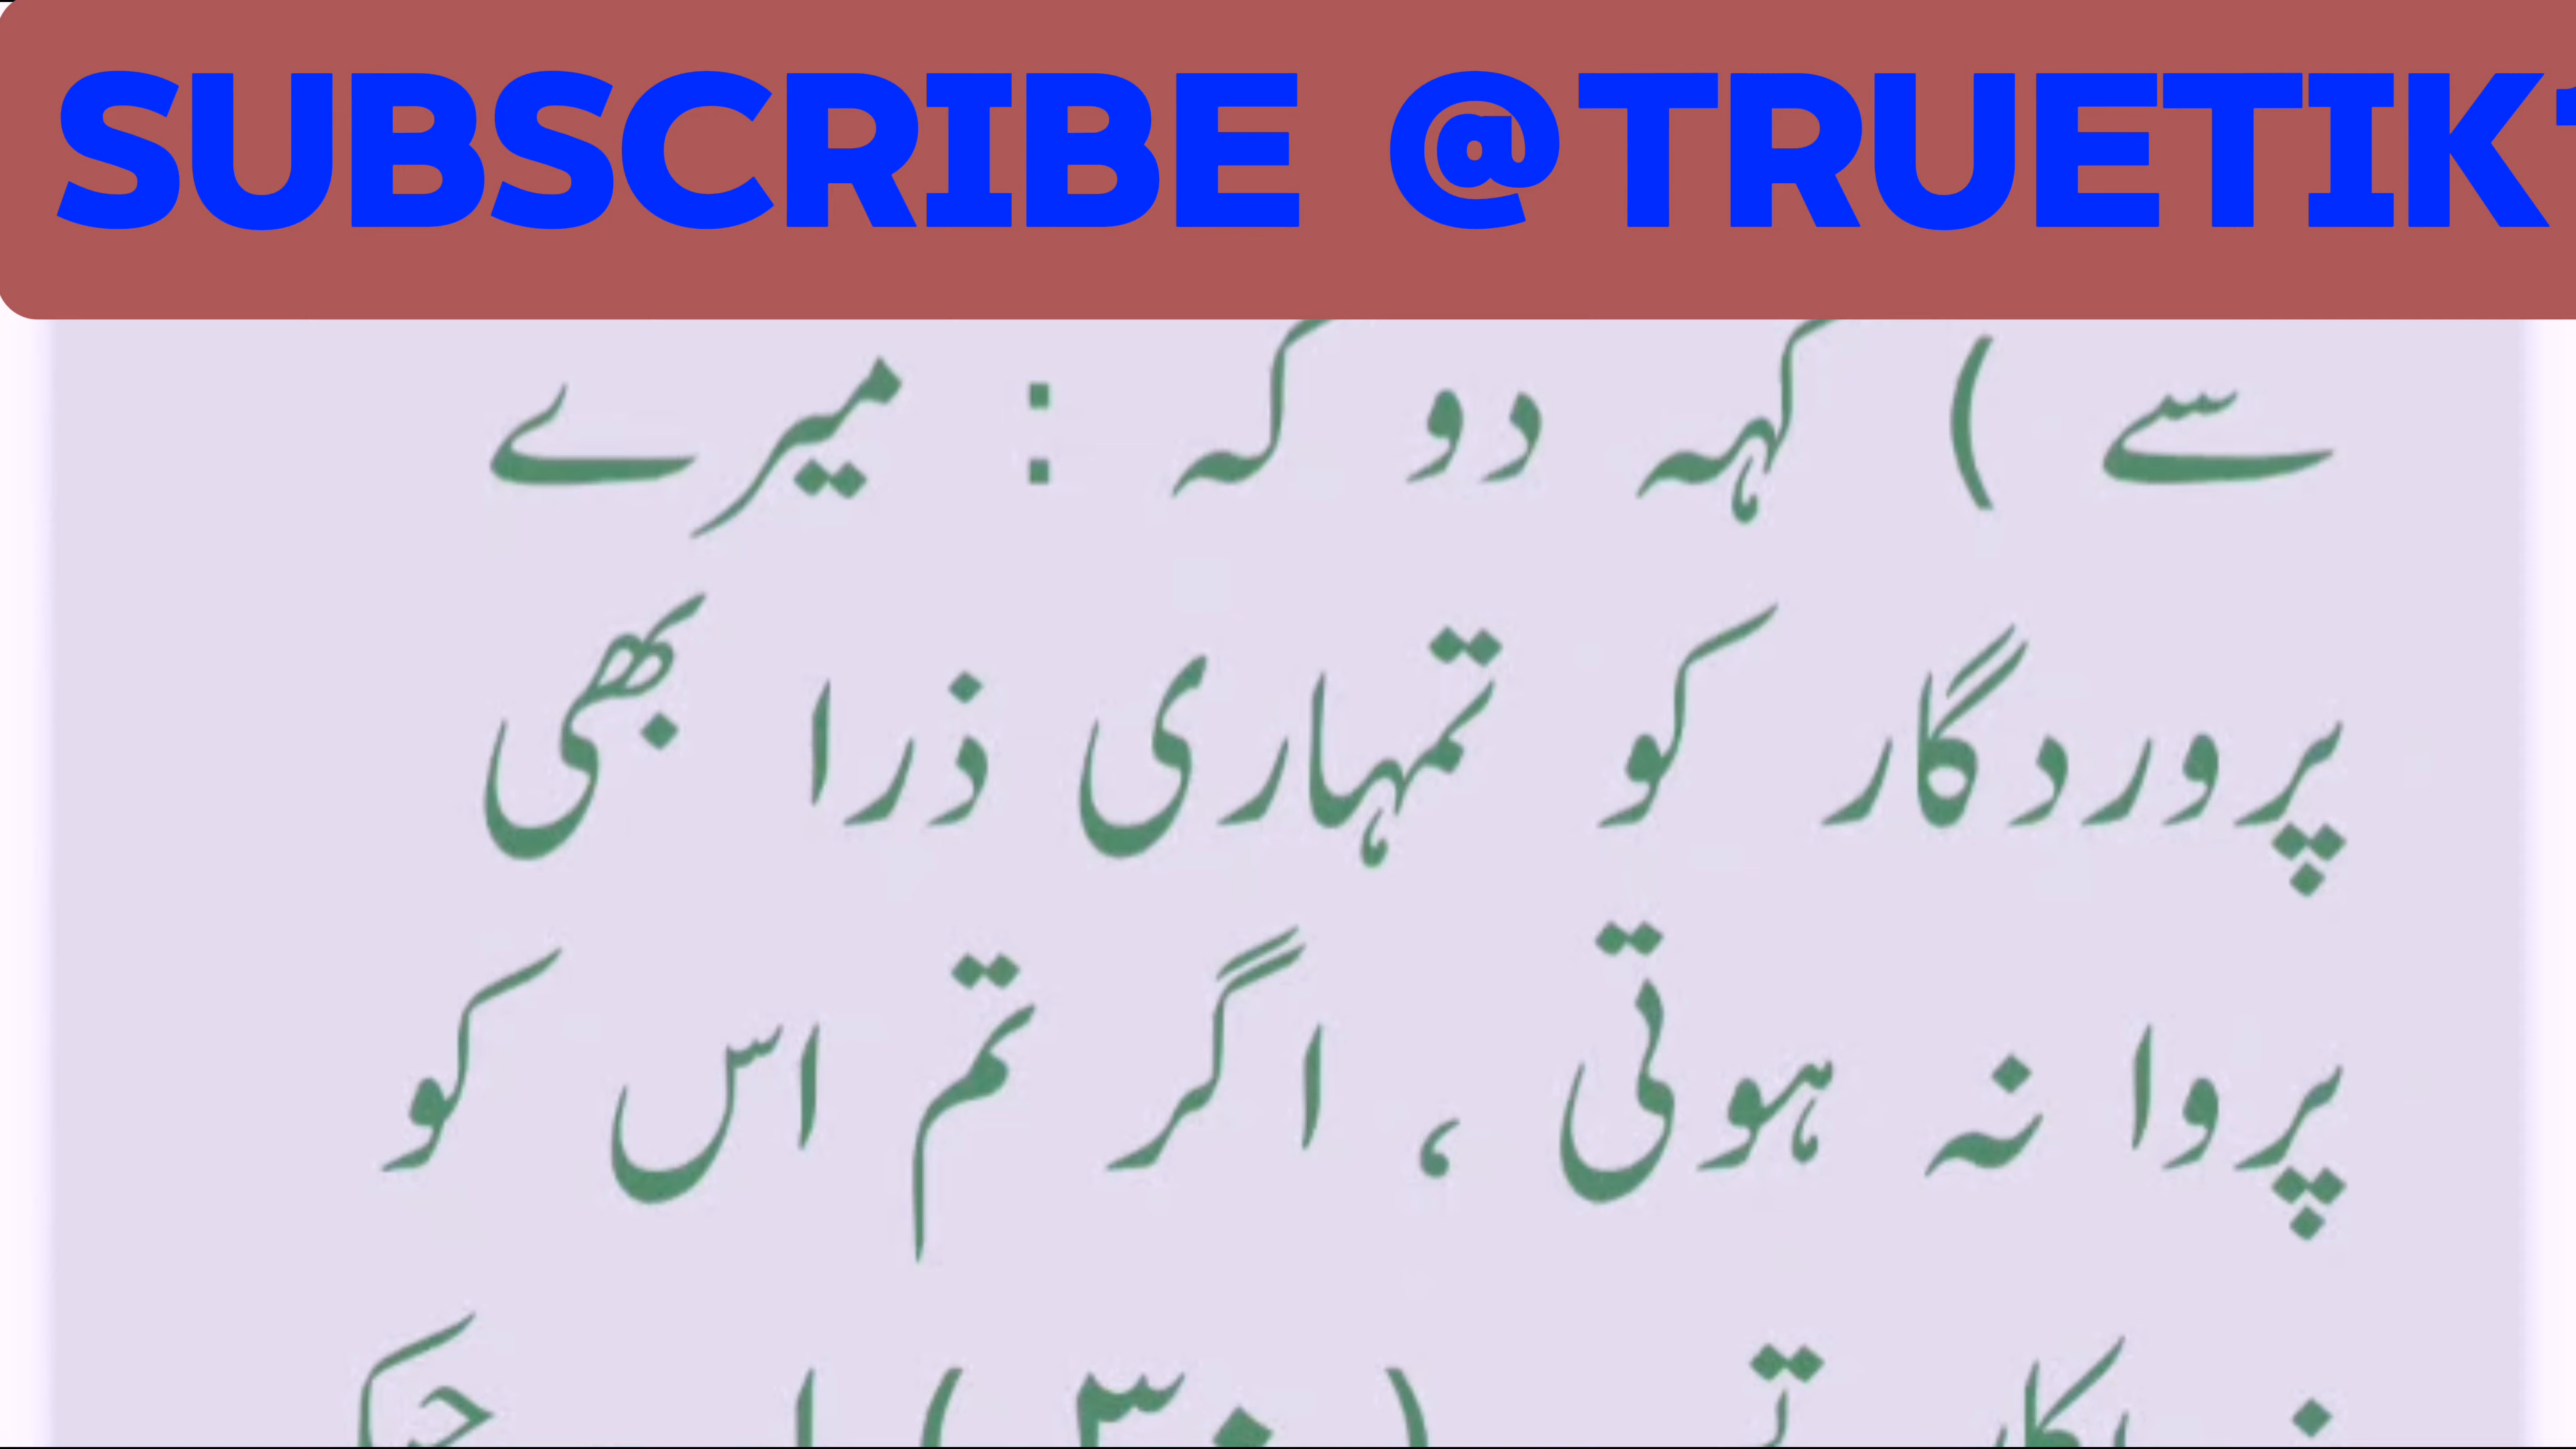 SUBSCRIBE @TRUETIK
سے ) کہہ دو کہ : میرے
پروردگار کو تمہاری ذرا بھی
پروا نہ ہوتی ، اگر تم اس کو